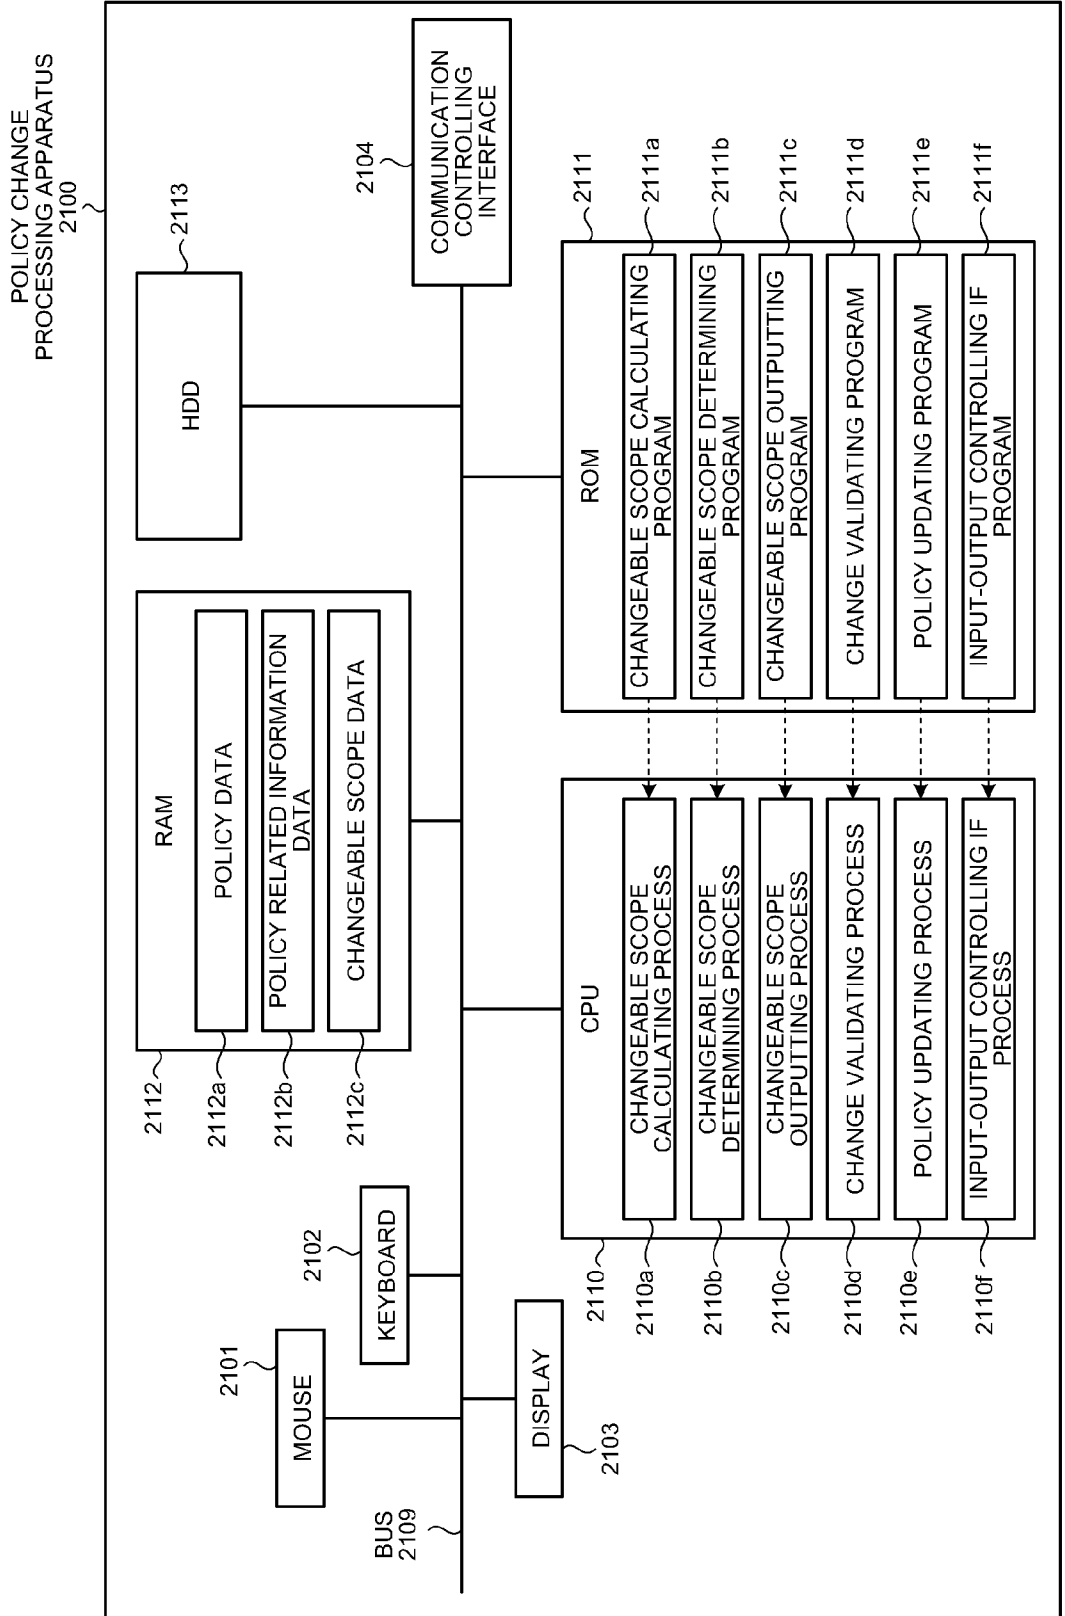 POLICY CHANGE
PROCESSING APPARATUS
2100
MOUSE
2101
KEYBOARD
2102
DISPLAY
2103
BUS
2109
2112
RAM
2112a
POLICY DATA
2112b
POLICY RELATED INFORMATION
DATA
2112c
CHANGEABLE SCOPE DATA
2113
HDD
2104
COMMUNICATION
CONTROLLING
INTERFACE
2110
CPU
2110a
CHANGEABLE SCOPE
CALCULATING PROCESS
2110b
CHANGEABLE SCOPE
DETERMINING PROCESS
2110c
CHANGEABLE SCOPE
OUTPUTTING PROCESS
2110d
CHANGE VALIDATING PROCESS
2110e
POLICY UPDATING PROCESS
2110f
INPUT-OUTPUT CONTROLLING IF
PROCESS
2111
ROM
2111a
CHANGEABLE SCOPE CALCULATING
PROGRAM
2111b
CHANGEABLE SCOPE DETERMINING
PROGRAM
2111c
CHANGEABLE SCOPE OUTPUTTING
PROGRAM
2111d
CHANGE VALIDATING PROGRAM
2111e
POLICY UPDATING PROGRAM
2111f
INPUT-OUTPUT CONTROLLING IF
PROGRAM